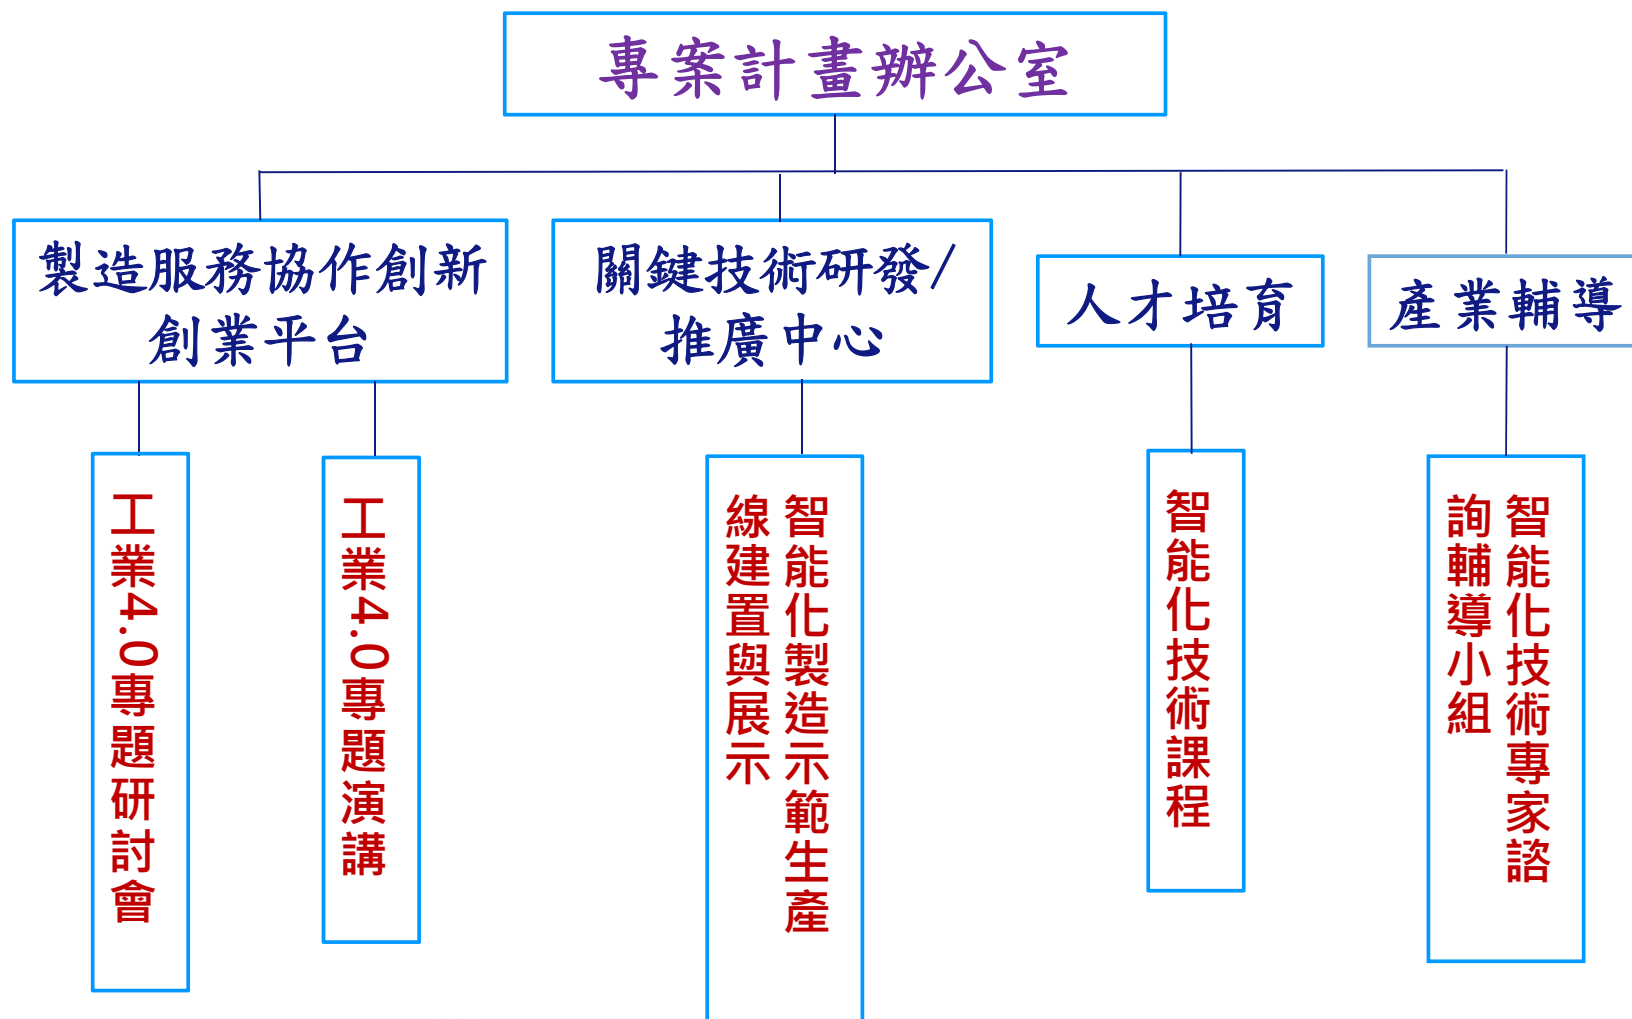 專案計畫辦公室
製造服務協作創新
創業平台
關鍵技術研發/
推廣中心
人才培育
產業輔導
工業4.0專題研討會
工業4.0專題演講
智能化製造示範生產
線建置與展示
智能化技術課程
智能化技術專家諮
詢輔導小組